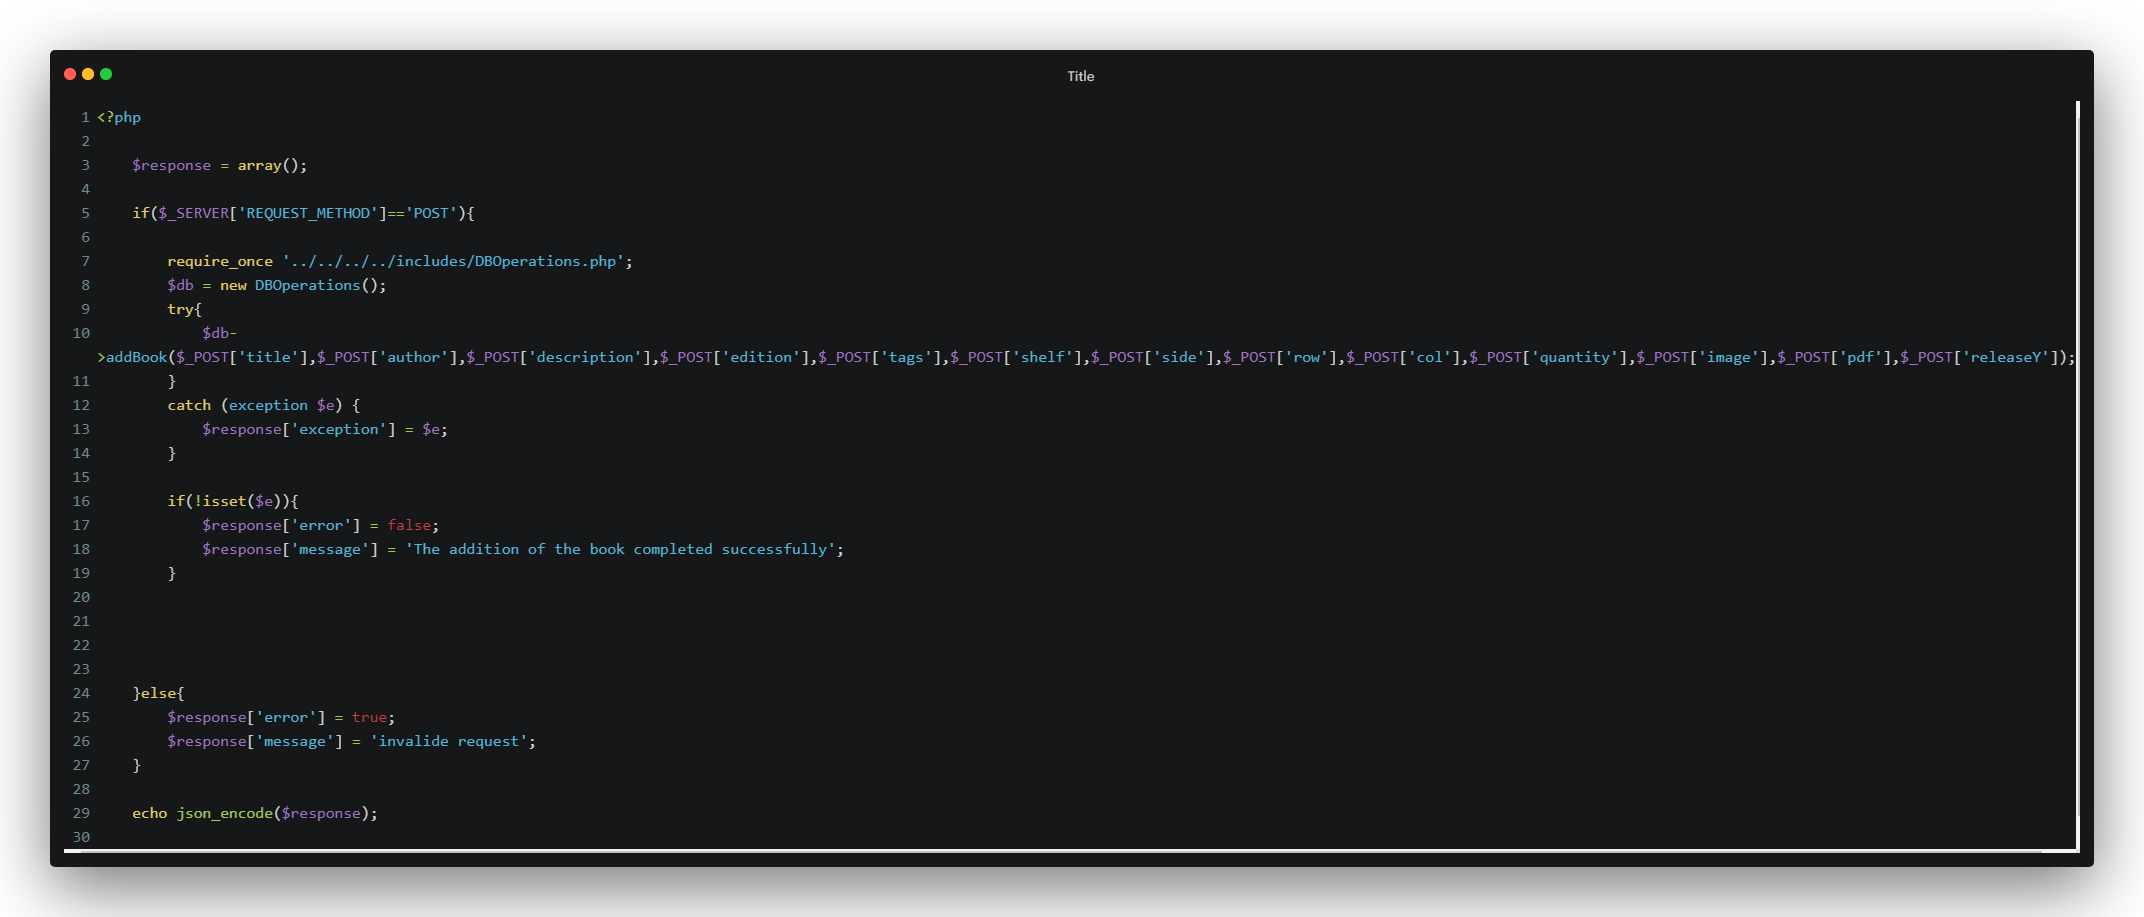 Title
1 <?php
2
3     $response = array();
4
5     if($_SERVER['REQUEST_METHOD']=='POST'){
6
7         require_once '../../../../includes/DBOperations.php';
8         $db = new DBOperations();
9         try{
10             $db-
>addBook($_POST['title'],$_POST['author'],$_POST['description'],$_POST['edition'],$_POST['tags'],$_POST['shelf'],$_POST['side'],$_POST['row'],$_POST['col'],$_POST['quantity'],$_POST['image'],$_POST['pdf'],$_POST['releaseY']);
11         }
12         catch (exception $e) {
13             $response['exception'] = $e;
14         }
15
16         if(!isset($e)){
17             $response['error'] = false;
18             $response['message'] = 'The addition of the book completed successfully';
19         }
20
21
22
23
24     }else{
25         $response['error'] = true;
26         $response['message'] = 'invalide request';
27     }
28
29     echo json_encode($response);
30